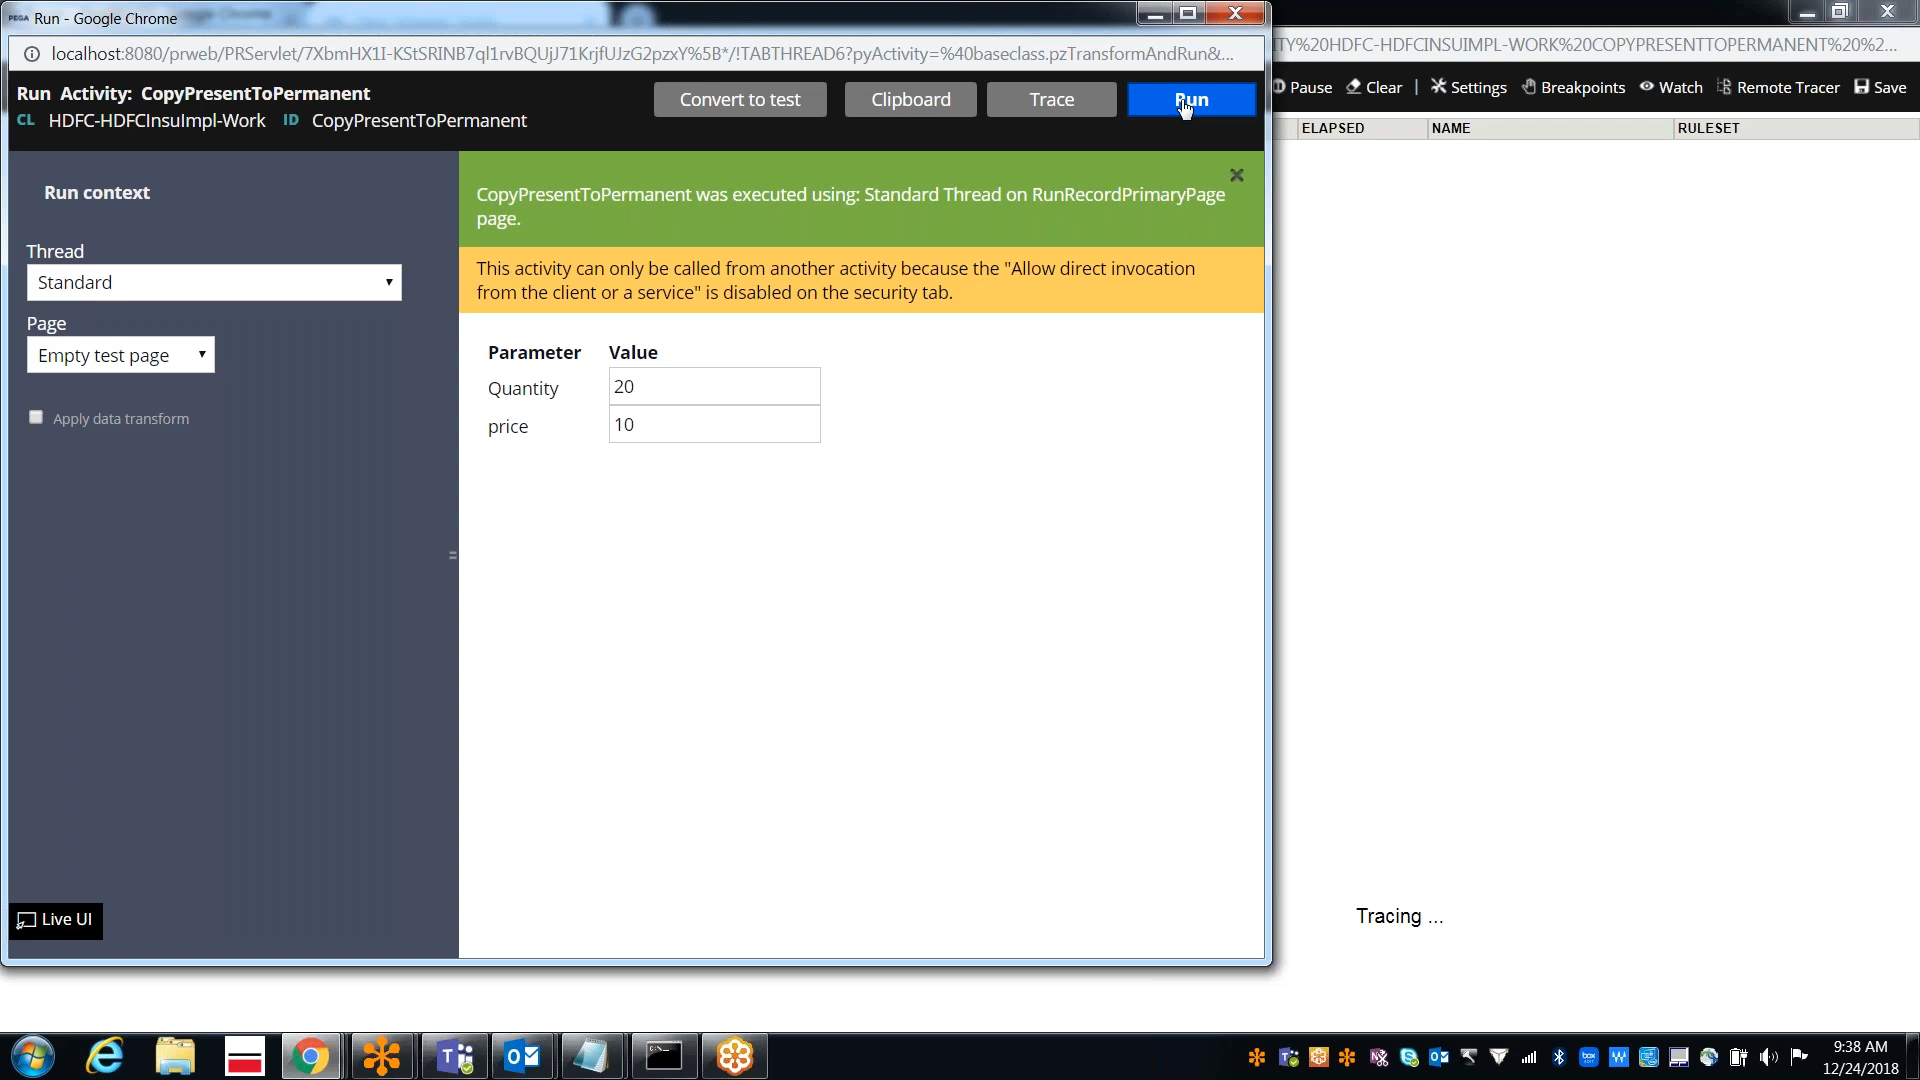 PEGA Run - Google Chrome
localhost:8080/prweb/PRServlet/7XbmHX1I-KStSRINB7ql1rvBQUjJ71KrjfUJzG2pzxY%5B*/!TABTHREAD6?pyActivity=%40baseclass.pzTransformAndRun&...
ITY%20HDFC-HDFCINSUIMPL-WORK%20COPYPRESENTTOPERMANENT%20%2...
Run Activity: CopyPresentToPermanent
CL HDFC-HDFCInsuImpl-Work ID CopyPresentToPermanent
Convert to test
Clipboard
Trace
Run
Pause Clear | Settings Breakpoints Watch Remote Tracer Save
ELAPSED NAME RULESET
Run context
Thread
Standard
Page
Empty test page
Apply data transform
CopyPresentToPermanent was executed using: Standard Thread on RunRecordPrimaryPage
page.
This activity can only be called from another activity because the "Allow direct invocation
from the client or a service" is disabled on the security tab.
Parameter Value
Quantity 20
price 10
Live UI
Tracing ...
9:38 AM
12/24/2018